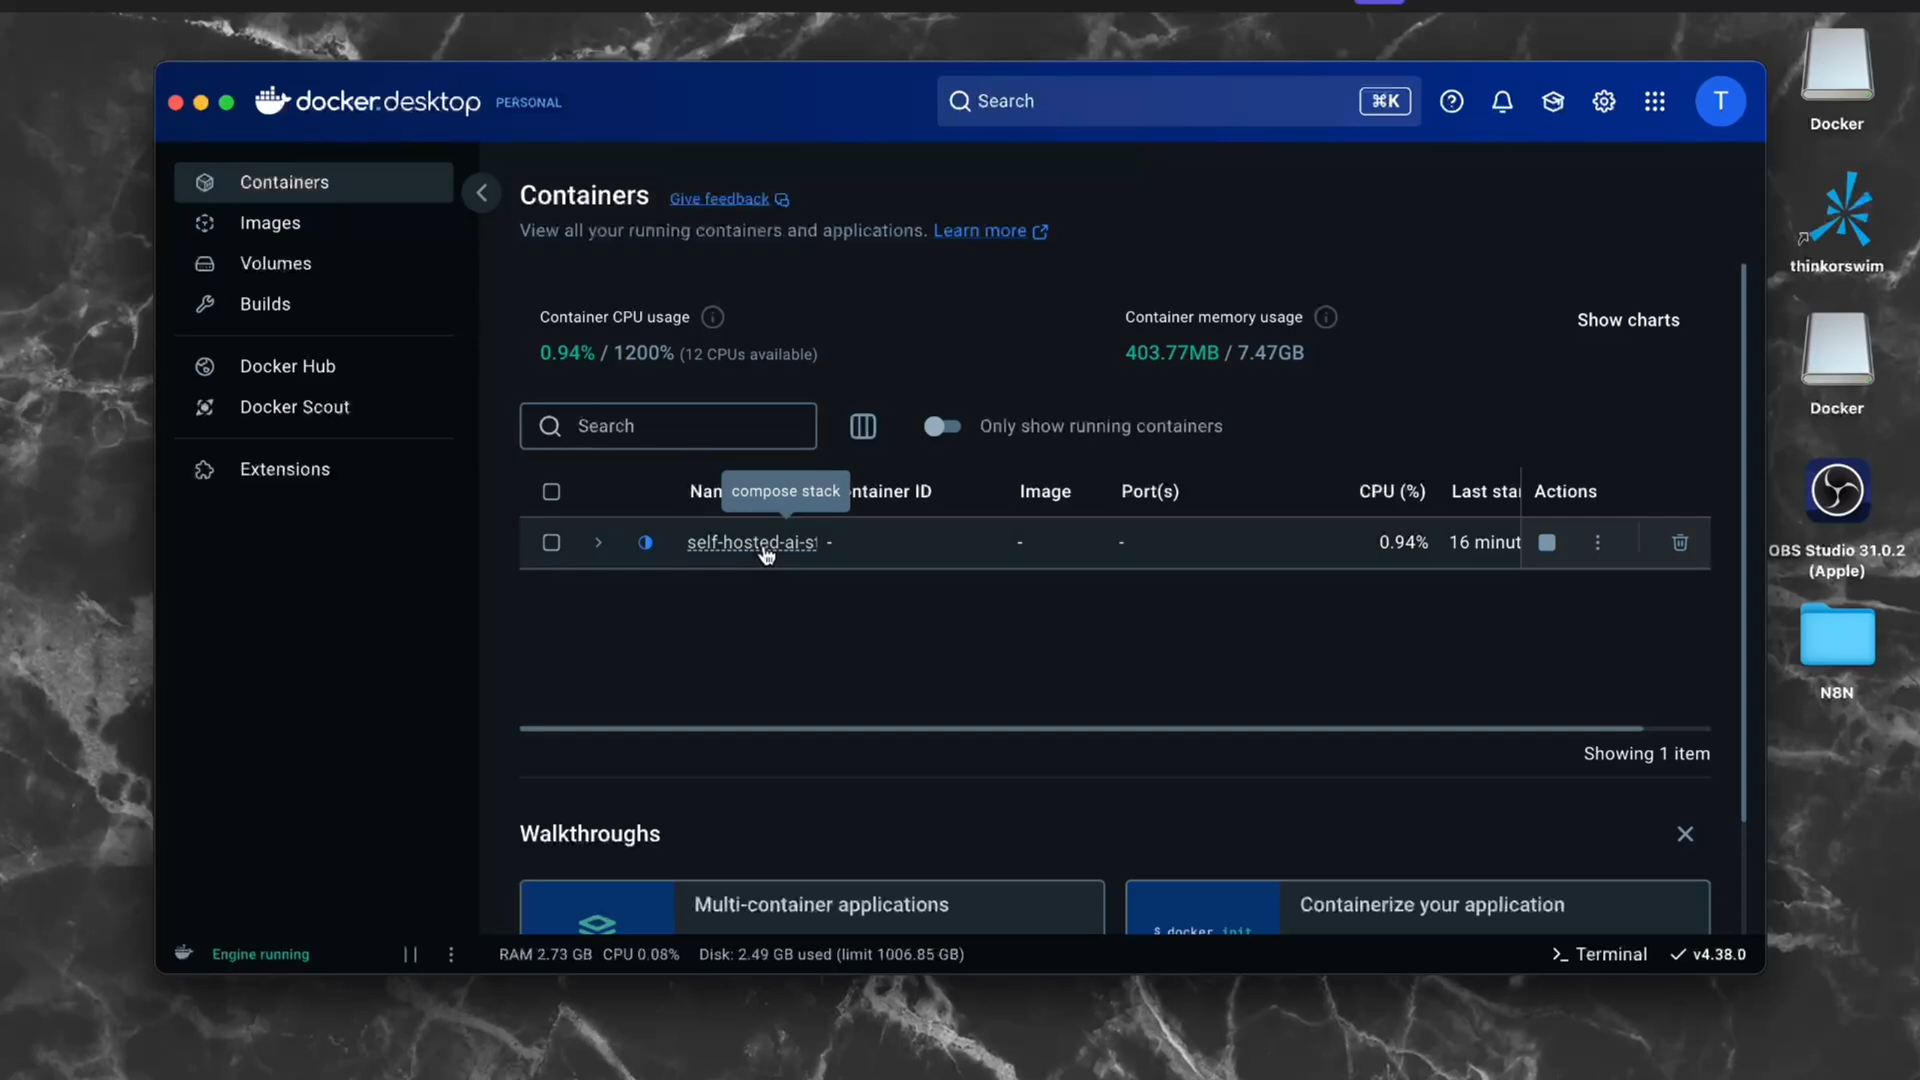 docker.desktop PERSONAL
Search ⌘K
T
Containers
Images
Volumes
Builds
Docker Hub
Docker Scout
Extensions
Containers Give feedback
View all your running containers and applications. Learn more
Container CPU usage
0.94% / 1200% (12 CPUs available)
Container memory usage
403.77MB / 7.47GB
Show charts
Search
Only show running containers
Nan compose stack ntainer ID Image Port(s) CPU (%) Last sta Actions
self-hosted-ai-st - - - 0.94% 16 minut
Showing 1 item
Walkthroughs
Multi-container applications
Containerize your application
$ docker init
Engine running
RAM 2.73 GB CPU 0.08% Disk: 2.49 GB used (limit 1006.85 GB)
>_ Terminal
v4.38.0
Docker
thinkorswim
Docker
OBS Studio 31.0.2
(Apple)
N8N